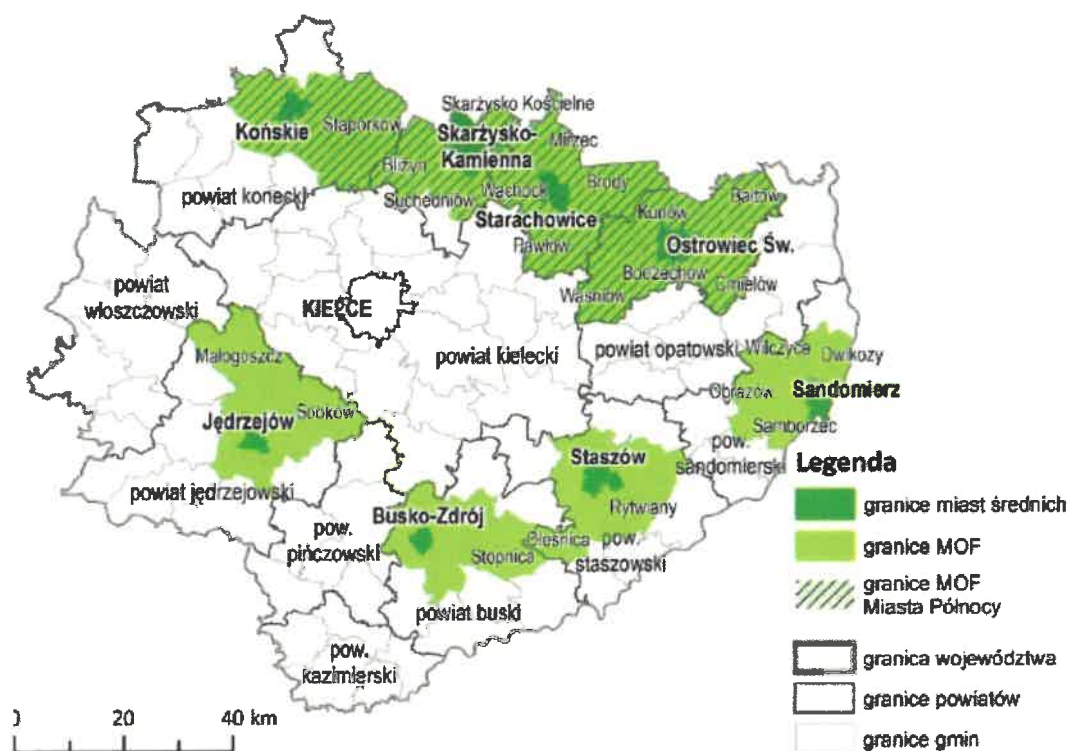 Skarżysko Kościelne
Końskie
Stąporków
Skarżysko-
Kamienna
Mirzec
Bliżyn
powiat konecki
Suchedniów
Wąchock
Brody
Bałtów
Starachowice
Kunów
Pawłów
Ostrowiec Św.
Bodzechów
Waśniów
Ćmielów
powiat
włoszczowski
KIELCE
powiat kielecki
powiat opatowski
Wilczyce
Dwikozy
Małogoszcz
Obrazów
Sandomierz
Sobków
Jędrzejów
Samborzec
pow.
sandomierski
Staszów
powiat jędrzejowski
Rytwiany
Busko-Zdrój
pow.
pińczowski
Oleśnica
Stopnica
pow.
staszowski
powiat buski
pow.
kazimierski
Legenda
granice miast średnich
granice MOF
granice MOF
Miasta Północy
granica województwa
granice powiatów
granice gmin
20 40 km